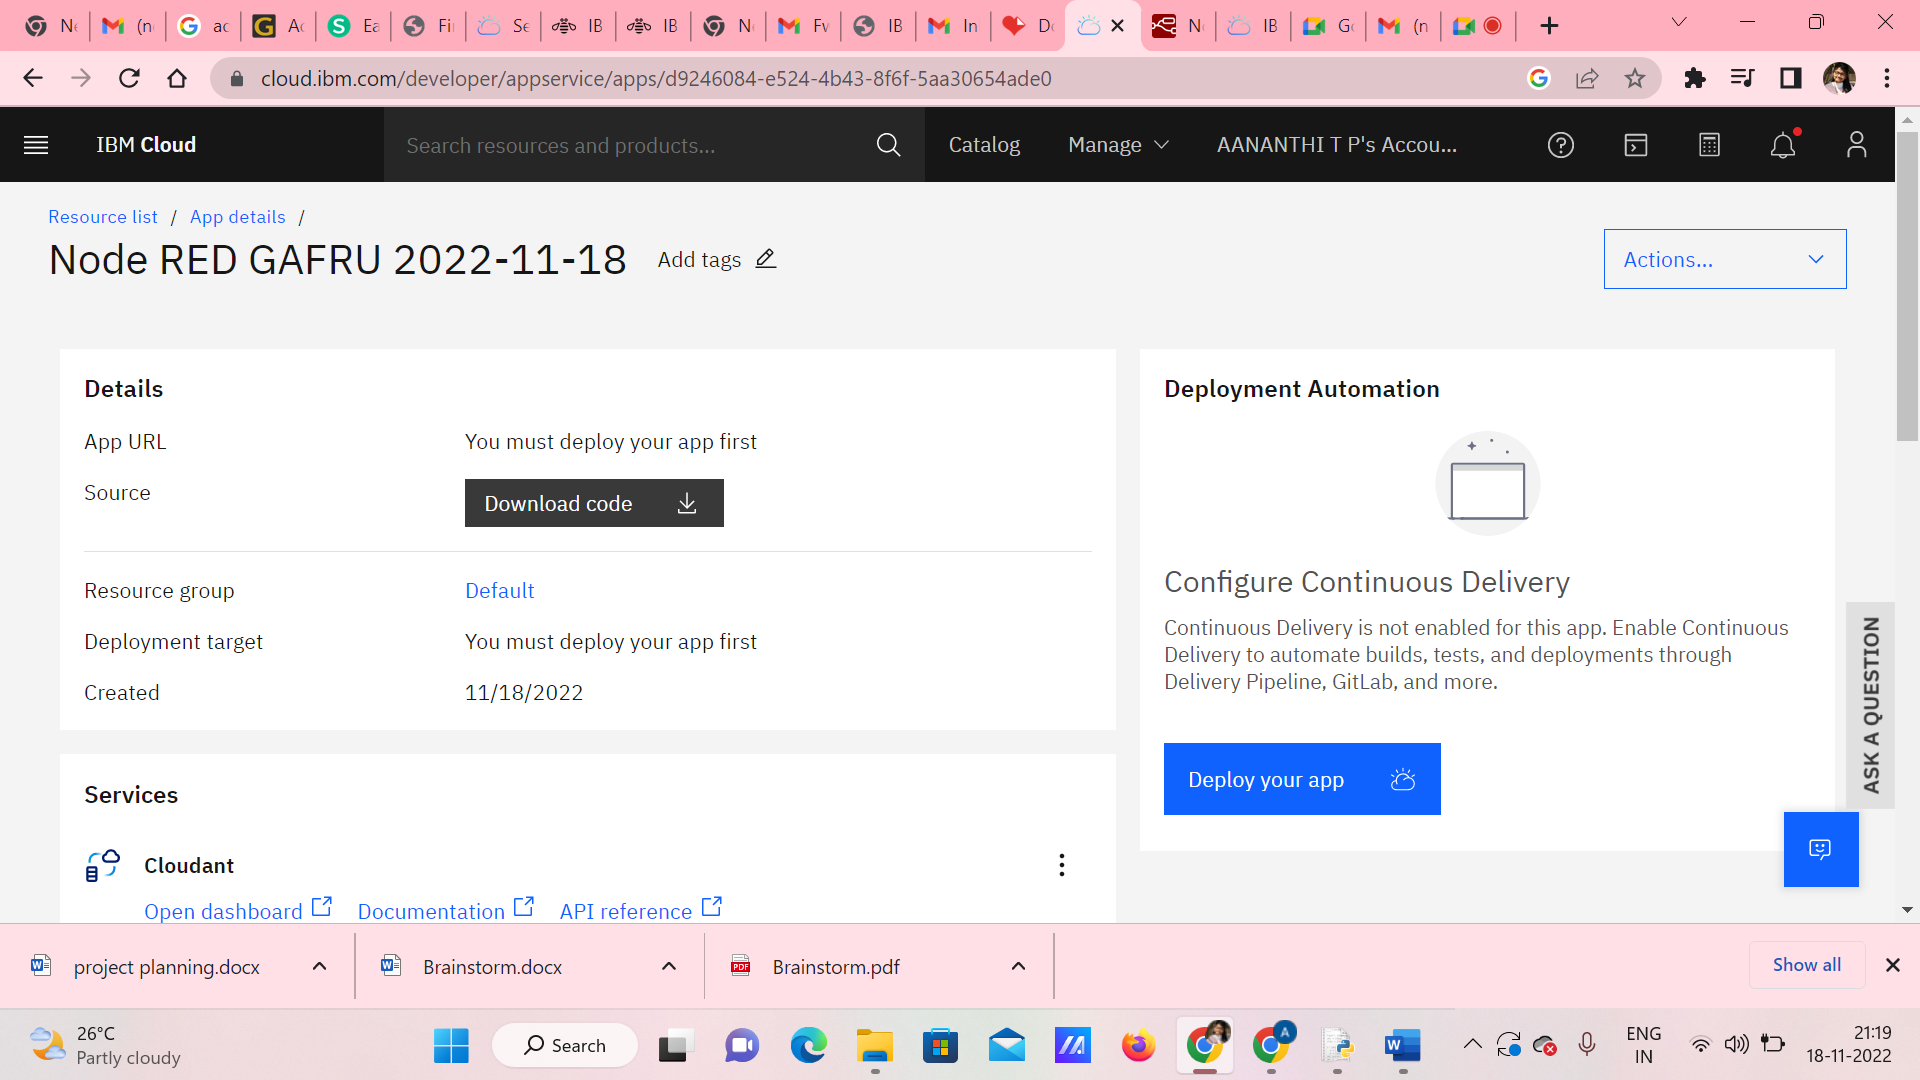 Ne
(n
ac
G Ac
S Ea
Fi
Se
IB
IB
Ne
Fw
IB
In
Do
No
IB
Go
(n
cloud.ibm.com/developer/appservice/apps/d9246084-e524-4b43-8f6f-5aa30654ade0
IBM Cloud
Search resources and products...
Catalog
Manage
AANANTHI T P's Accou...
Resource list / App details /
Node RED GAFRU 2022-11-18
Add tags
Actions...
Details
App URL
You must deploy your app first
Source
Download code
Resource group
Default
Deployment target
You must deploy your app first
Created
11/18/2022
Deployment Automation
Configure Continuous Delivery
Continuous Delivery is not enabled for this app. Enable Continuous
Delivery to automate builds, tests, and deployments through
Delivery Pipeline, GitLab, and more.
Deploy your app
ASK A QUESTION
Services
Cloudant
Open dashboard
Documentation
API reference
project planning.docx
Brainstorm.docx
PDF
Brainstorm.pdf
Show all
26°C
Partly cloudy
Search
A
W
ENG
IN
21:19
18-11-2022